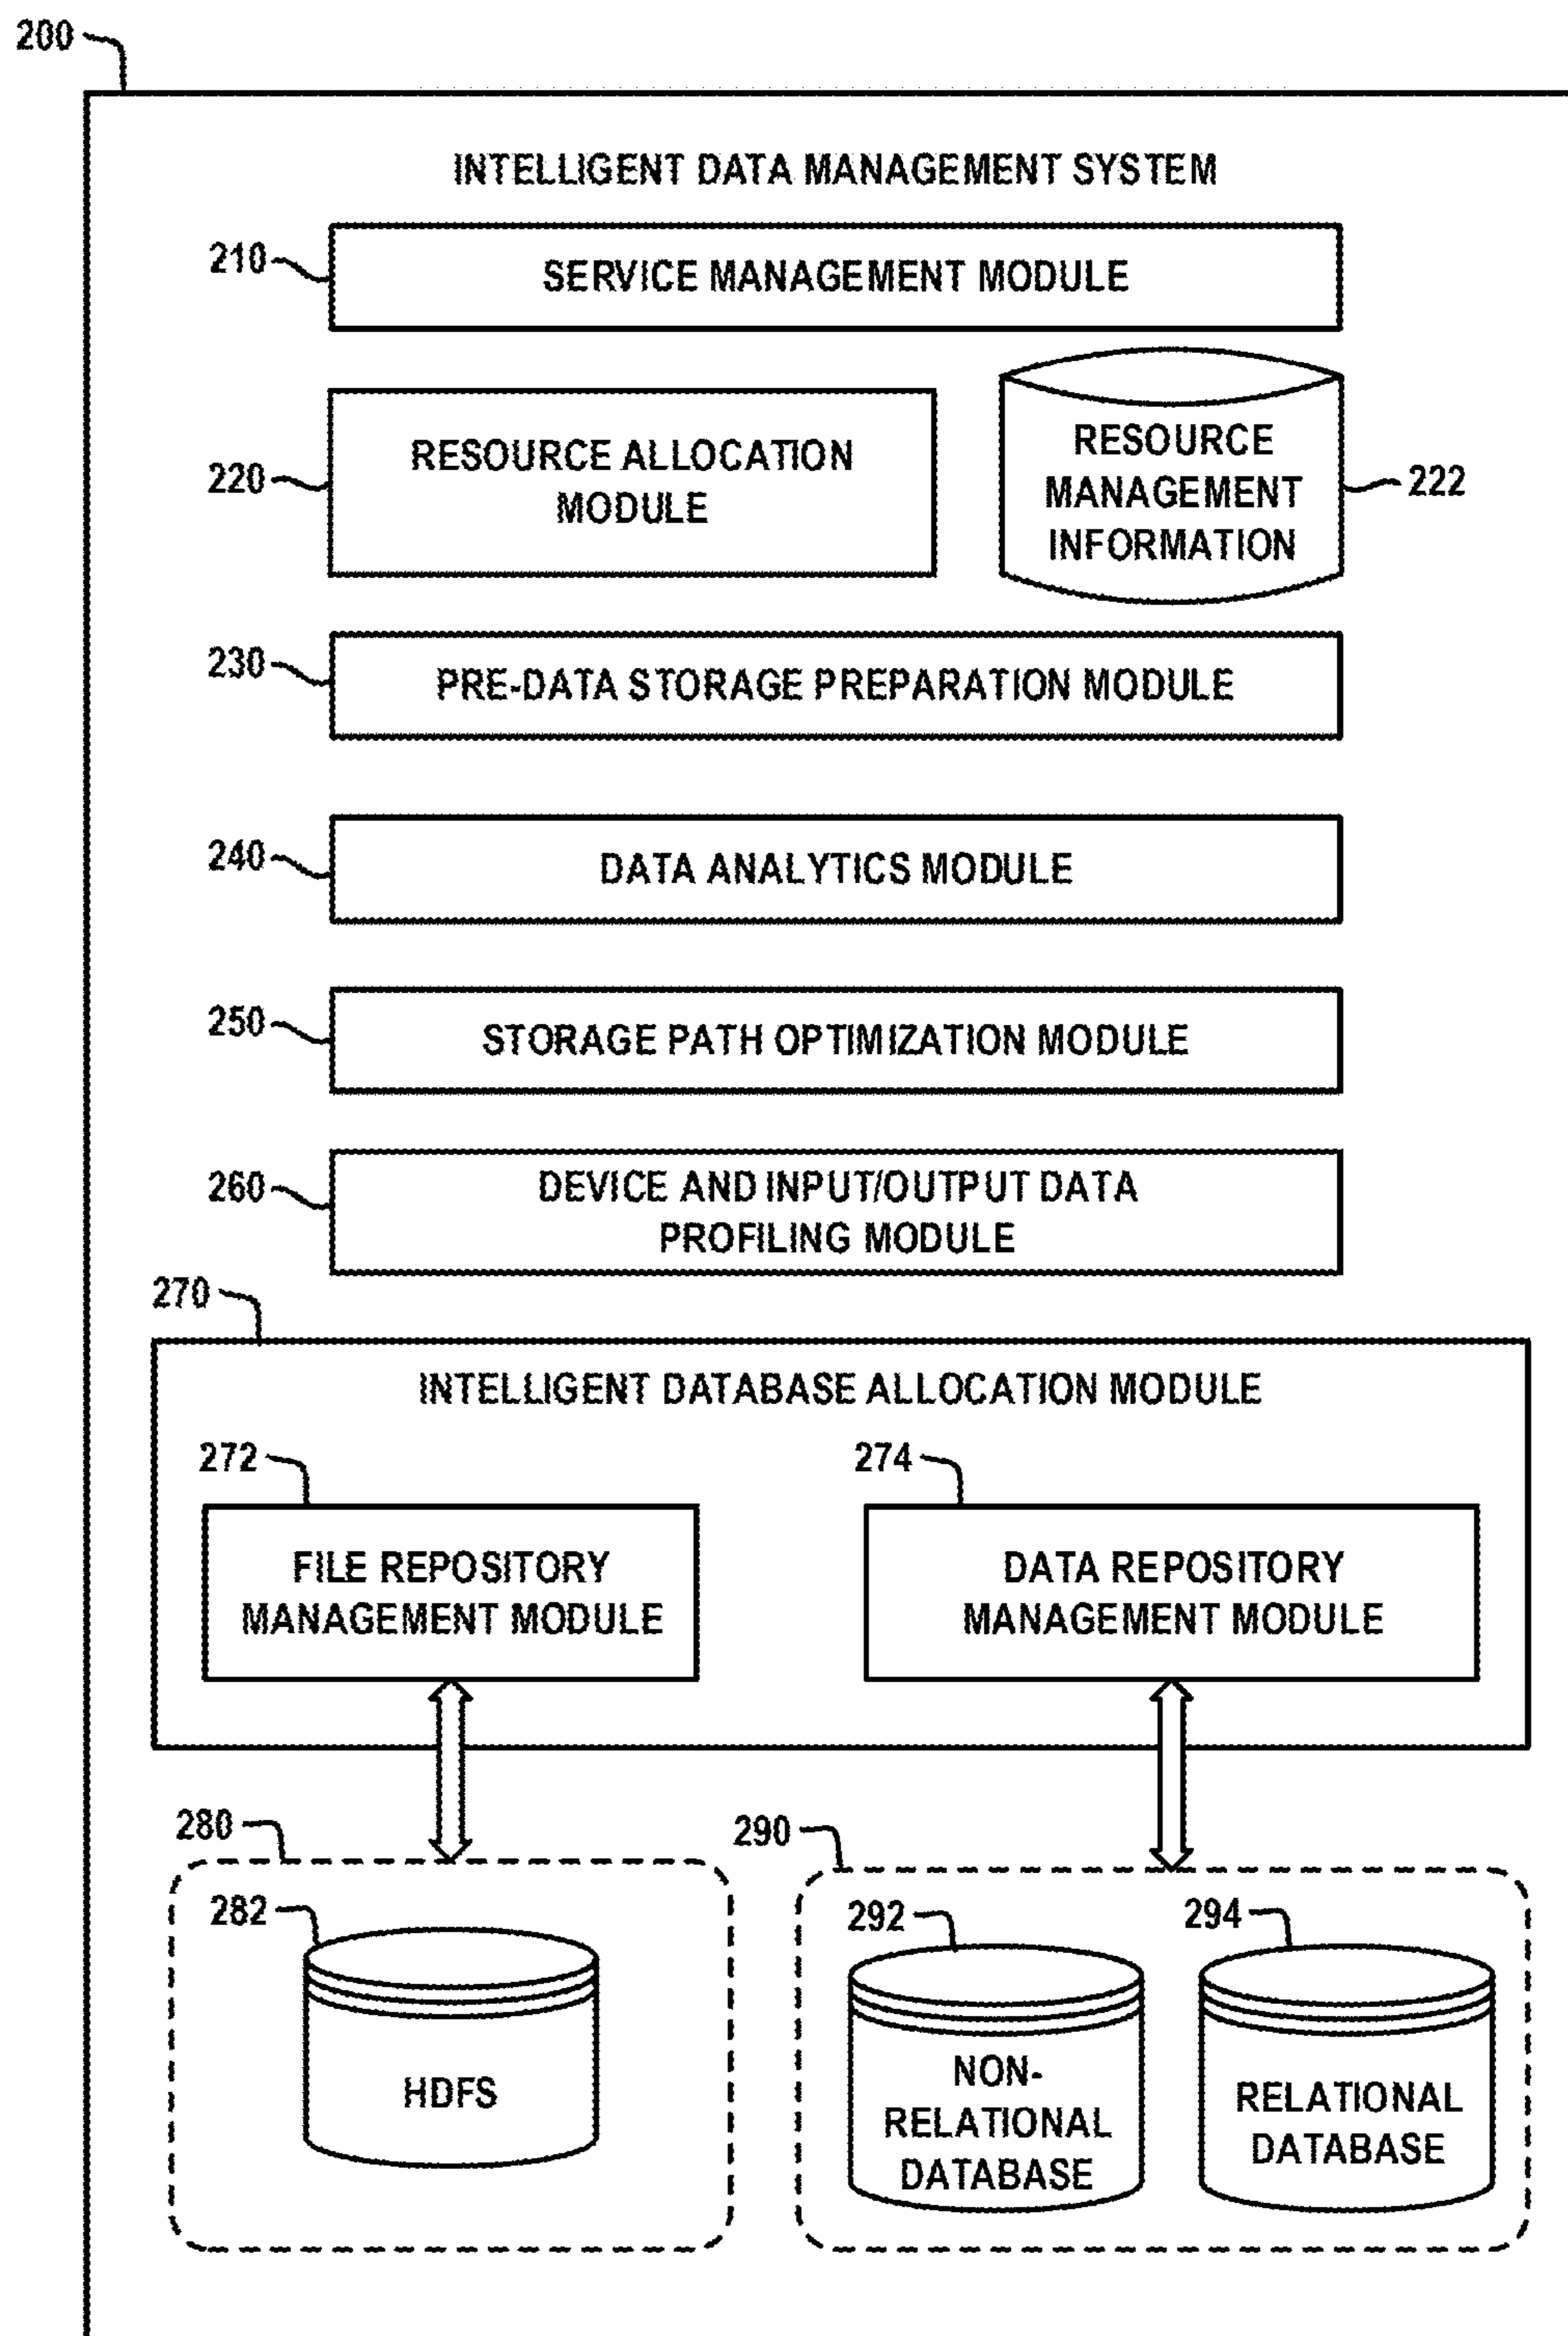 200
INTELLIGENT DATA MANAGEMENT SYSTEM
210
SERVICE MANAGEMENT MODULE
220
RESOURCE ALLOCATION
MODULE
RESOURCE
MANAGEMENT
INFORMATION
222
230
PRE-DATA STORAGE PREPARATION MODULE
240
DATA ANALYTICS MODULE
250
STORAGE PATH OPTIMIZATION MODULE
260
DEVICE AND INPUT/OUTPUT DATA
PROFILING MODULE
270
INTELLIGENT DATABASE ALLOCATION MODULE
272
FILE REPOSITORY
MANAGEMENT MODULE
274
DATA REPOSITORY
MANAGEMENT MODULE
280
282
HDFS
290
292
NON-
RELATIONAL
DATABASE
294
RELATIONAL
DATABASE